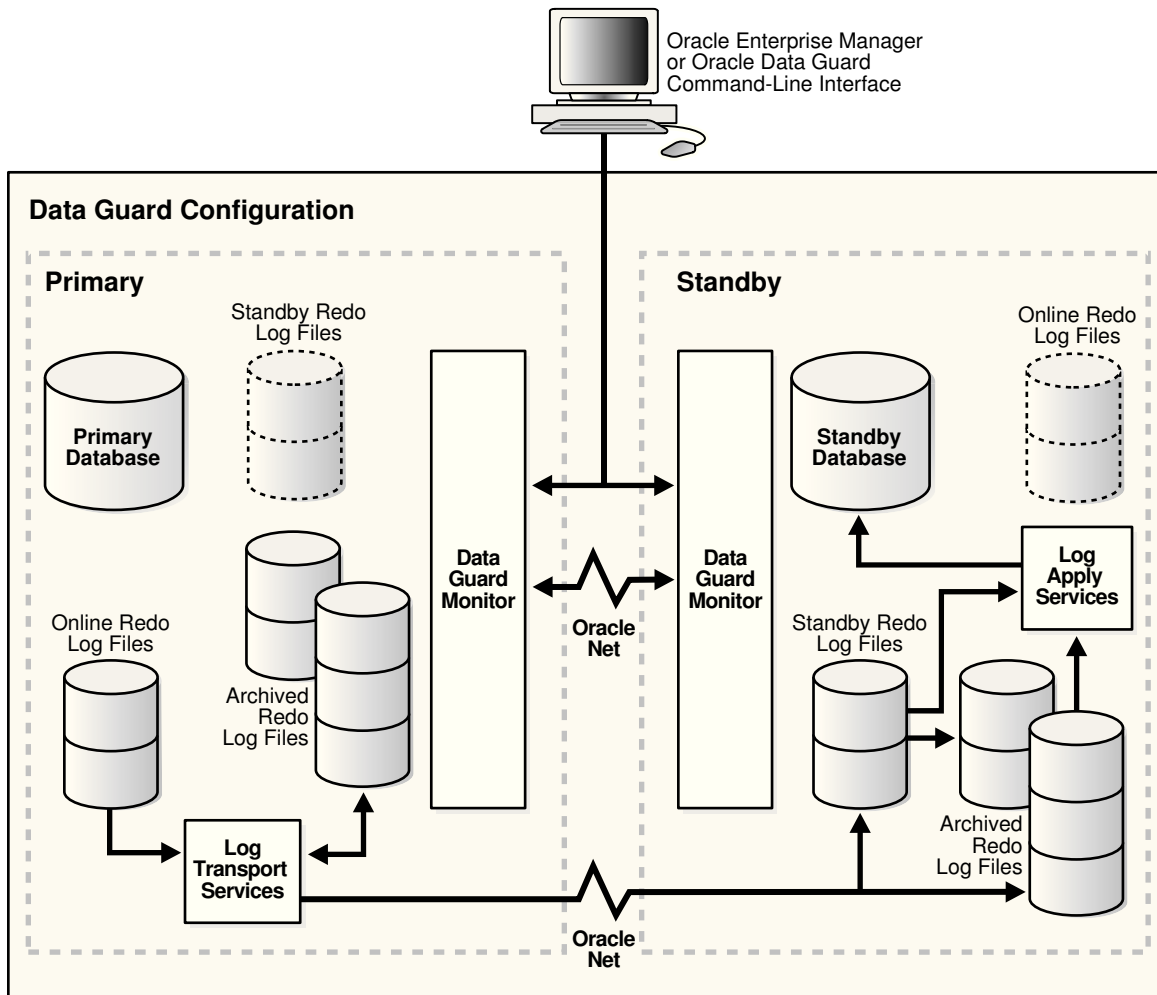 Oracle Enterprise Manager
or Oracle Data Guard
Command-Line Interface
Data Guard Configuration
Primary
Standby Redo
Log Files
Primary
Database
Data
Guard
Monitor
Online Redo
Log Files
Archived
Redo
Log Files
Log
Transport
Services
Oracle
Net
Oracle
Net
Standby
Online Redo
Log Files
Standby
Database
Data
Guard
Monitor
Log
Apply
Services
Standby Redo
Log Files
Archived
Redo
Log Files